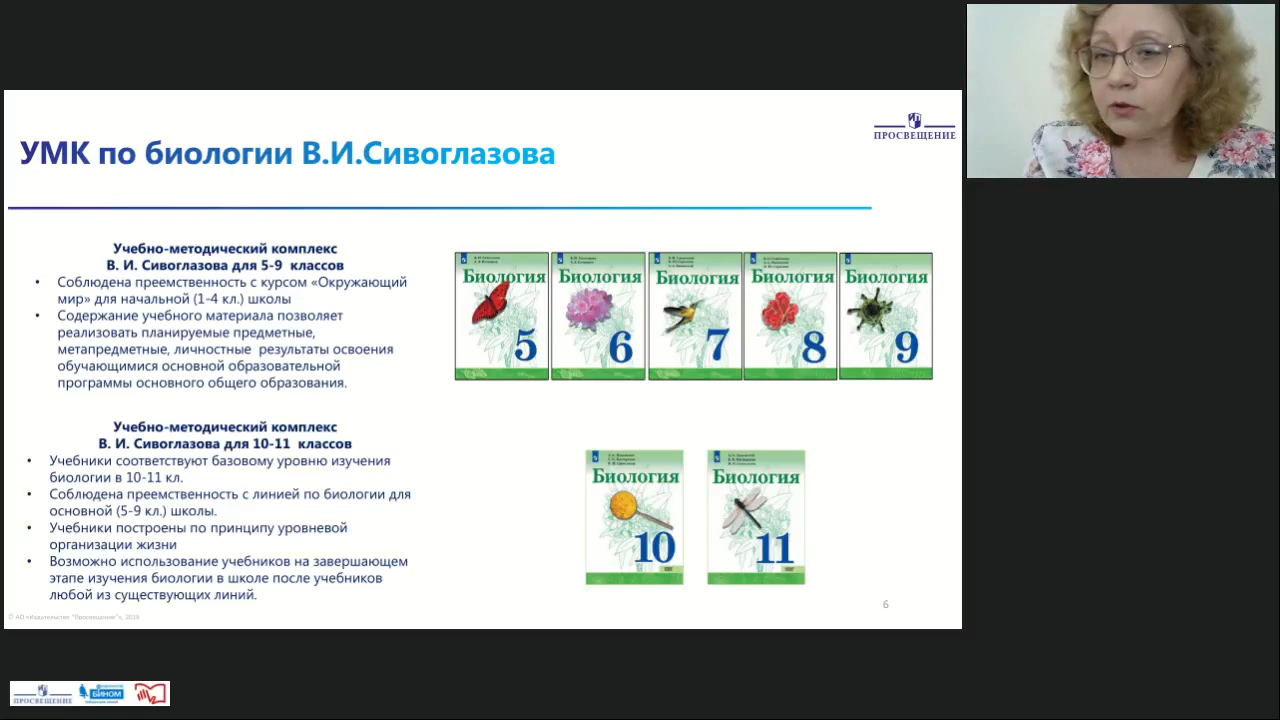 ПРОСВЕЩЕНИЕ
УМК по биологии В.И.Сивоглазова
Учебно-методический комплекс
В. И. Сивоглазова для 5-9 классов
• Соблюдена преемственность с курсом «Окружающий
мир» для начальной (1-4 кл.) школы
• Содержание учебного материала позволяет
реализовать планируемые предметные,
метапредметные, личностные результаты освоения
обучающимися основной образовательной
программы основного общего образования.
Биология
5
Биология
6
Биология
7
Биология
8
Биология
9
Учебно-методический комплекс
В. И. Сивоглазова для 10-11 классов
• Учебники соответствуют базовому уровню изучения
биологии в 10-11 кл.
• Соблюдена преемственность с линией по биологии для
основной (5-9 кл.) школы.
• Учебники построены по принципу уровневой
организации жизни
• Возможно использование учебников на завершающем
этапе изучения биологии в школе после учебников
любой из существующих линий.
Биология
10
Биология
11
6
© АО «Издательство "Просвещение"», 2019
ПРОСВЕЩЕНИЕ
БИНОМ